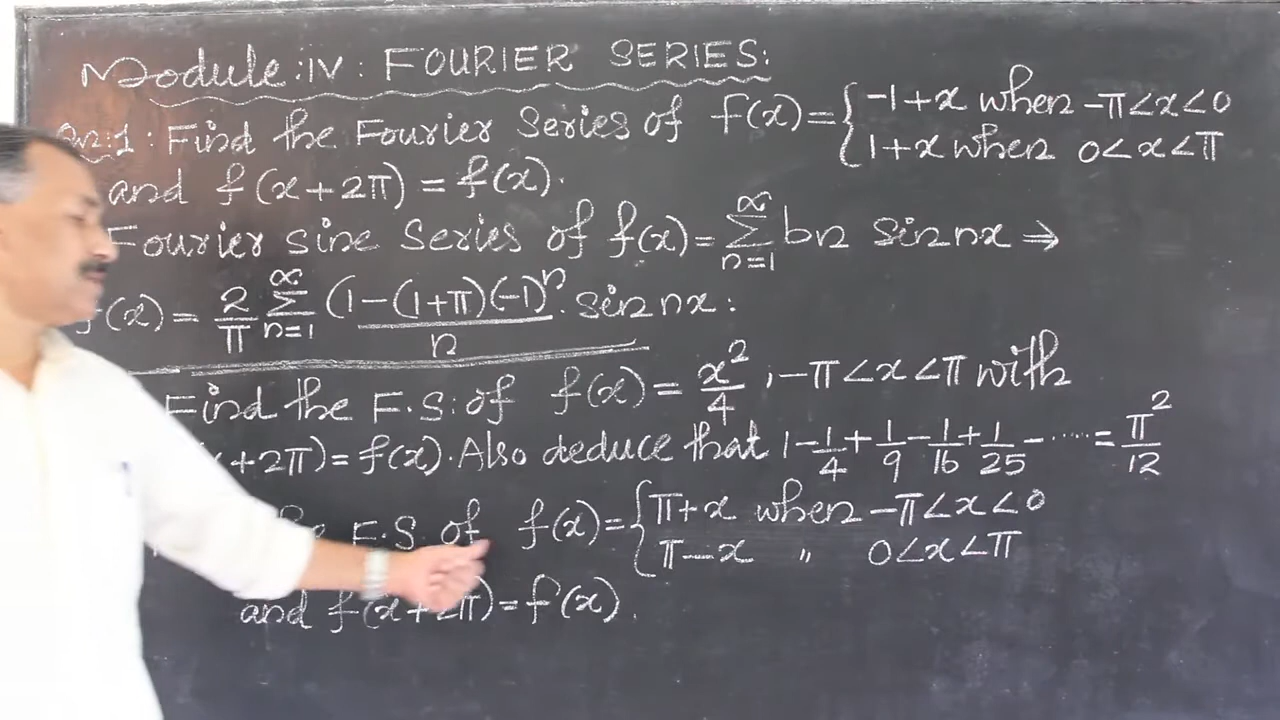 Module:IV: FOURIER SERIES:
Qn:1: Find the Fourier Series of f(x)={-1+x when -π<x<0
1+x when 0<x<π
and f(x+2π)=f(x).
Fourier sine series of f(x)=∑_{n=1}^{∞} bn sin nx ⇒
f(x)= 2/π ∑_{n=1}^{∞} (1-(1+π)(-1)^n/n. sin nx:
Find the F.S: of f(x)= x²/4, -π<x<π with
x+2π)=f(x). Also deduce that 1-1/4+1/9-1/16+1/25-.....=π²/12
F.S. of f(x)={π+x when -π<x<0
π-x " 0<x<π
and f(x+2π)=f(x).